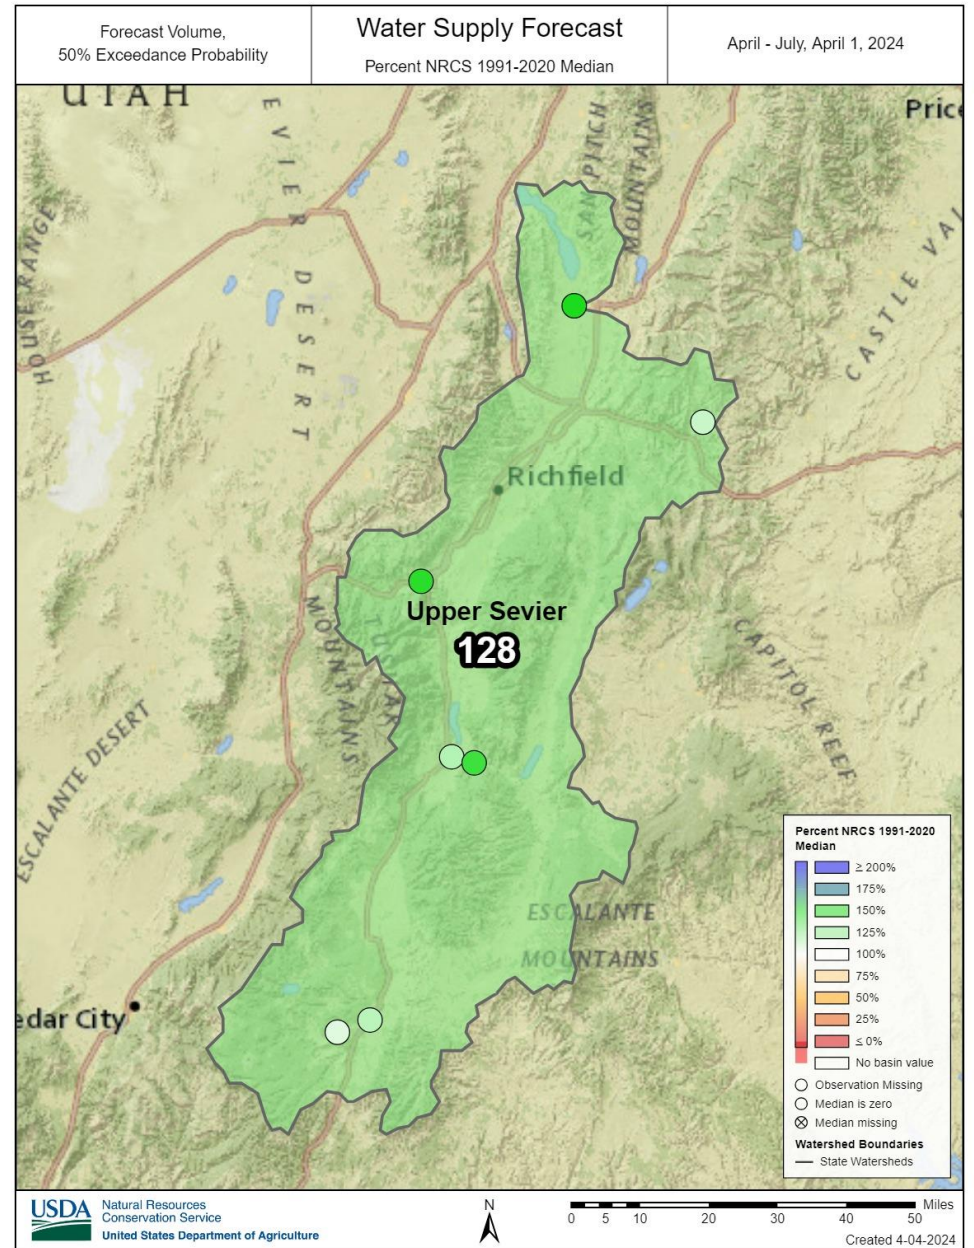 Forecast Volume,
50% Exceedance Probability
Water Supply Forecast
Percent NRCS 1991-2020 Median
April - July, April 1, 2024
UTAH
EVIER DESERT
SAN PITCH
MOUNTAINS
Price
HOUSE RANGE
CASTLE VAL
Richfield
Upper Sevier
128
TUSHAR
MOUNTAINS
CAPITOL REEF
ESCALANTE DESERT
ESCALANTE
MOUNTAINS
edar City
Percent NRCS 1991-2020
Median
≥ 200%
175%
150%
125%
100%
75%
50%
25%
≤ 0%
No basin value
Observation Missing
Median is zero
Median missing
Watershed Boundaries
State Watersheds
USDA
Natural Resources
Conservation Service
United States Department of Agriculture
N
Miles
0 5 10 20 30 40 50
Created 4-04-2024